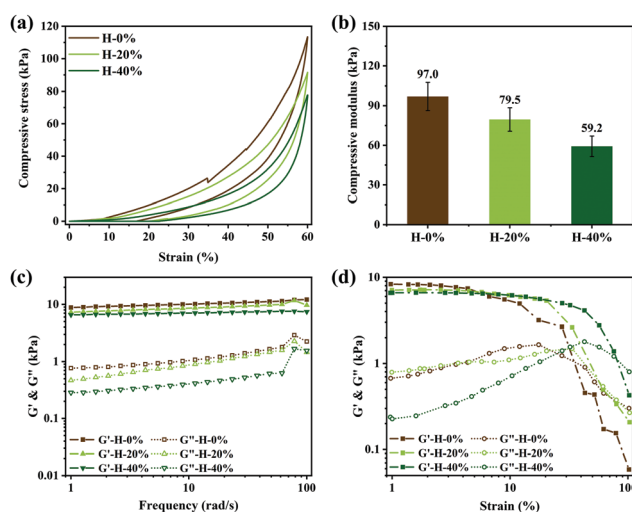 (a)
H-0%
H-20%
H-40%
Compressive stress (kPa)
120
100
80
60
40
20
0
0 10 20 30 40 50 60
Strain (%)
(b)
Compressive modulus (kPa)
150
120
90
60
30
0
97.0
79.5
59.2
H-0% H-20% H-40%
(c)
G' & G'' (kPa)
100
10
1
0.1
0.01
G'-H-0% G''-H-0%
G'-H-20% G''-H-20%
G'-H-40% G''-H-40%
1 10 100
Frequency (rad/s)
(d)
G' & G'' (kPa)
10
1
0.1
G'-H-0% G''-H-0%
G'-H-20% G''-H-20%
G'-H-40% G''-H-40%
1 10 100
Strain (%)